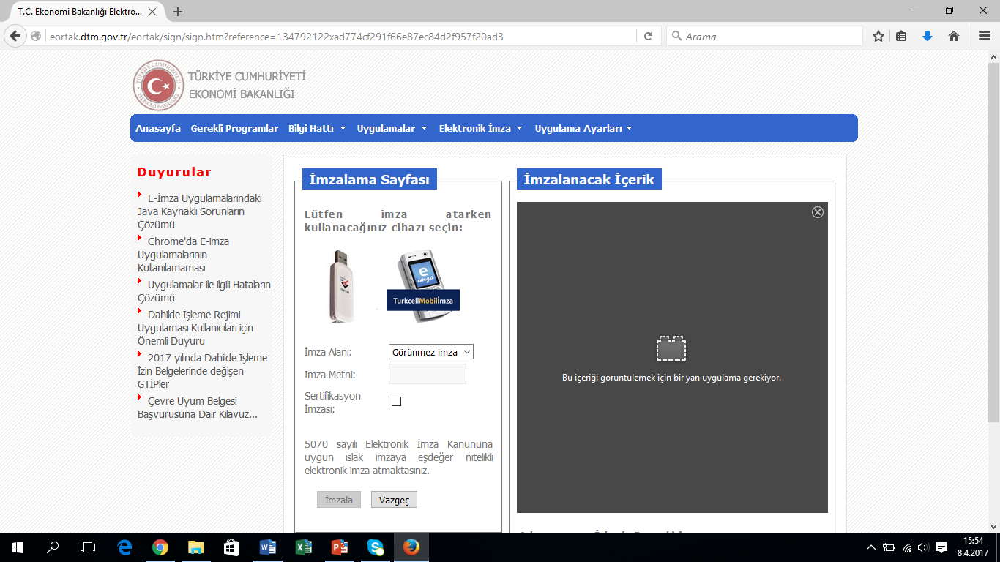 T.C. Ekonomi Bakanlığı Elektro...
eortak.dtm.gov.tr/eortak/sign/sign.htm?reference=134792122xad774cf291f66e87ec84d2f957f20ad3
Arama
TÜRKİYE CUMHURİYETİ
EKONOMİ BAKANLIĞI
Anasayfa Gerekli Programlar Bilgi Hattı Uygulamalar Elektronik İmza Uygulama Ayarları
Duyurular
E-İmza Uygulamalarındaki
Java Kaynaklı Sorunların
Çözümü
Chrome'da E-imza
Uygulamalarının
Kullanılamaması
Uygulamalar ile ilgili Hataların
Çözümü
Dahilde İşleme Rejimi
Uygulaması Kullanıcıları için
Önemli Duyuru
2017 yılında Dahilde İşleme
İzin Belgelerinde değişen
GTİPler
Çevre Uyum Belgesi
Başvurusuna Dair Kılavuz...
İmzalama Sayfası
Lütfen imza atarken
kullanacağınız cihazı seçin:
e
imza
TurkcellMobilİmza
İmza Alanı:
Görünmez imza
İmza Metni:
Sertifikasyon
İmzası:
5070 sayılı Elektronik İmza Kanununa
uygun ıslak imzaya eşdeğer nitelikli
elektronik imza atmaktasınız.
İmzala
Vazgeç
İmzalanacak İçerik
Bu içeriği görüntülemek için bir yan uygulama gerekiyor.
15:54
8.4.2017